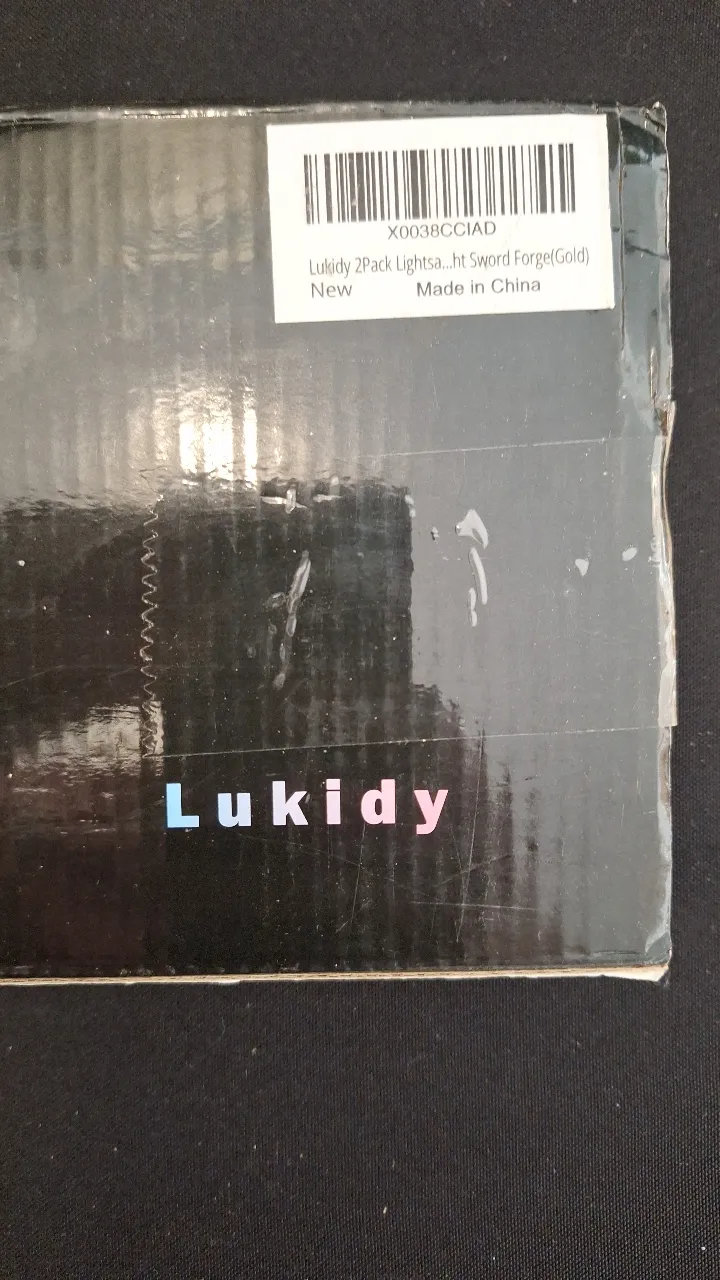 X0038CCIAD
Lukidy 2Pack Lightsa...ht Sword Forge(Gold)
New Made in China
Lukidy